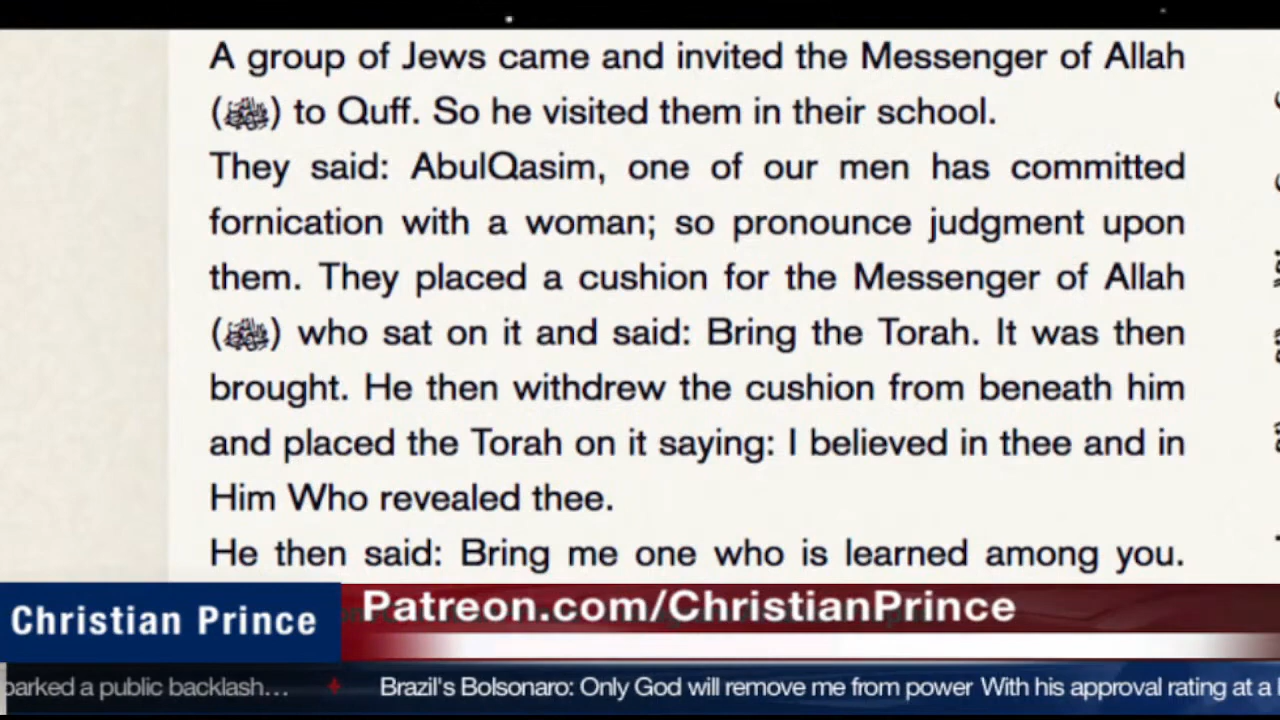 A group of Jews came and invited the Messenger of Allah
(ﷺ) to Quff. So he visited them in their school.
They said: AbulQasim, one of our men has committed
fornication with a woman; so pronounce judgment upon
them. They placed a cushion for the Messenger of Allah
(ﷺ) who sat on it and said: Bring the Torah. It was then
brought. He then withdrew the cushion from beneath him
and placed the Torah on it saying: I believed in thee and in
Him Who revealed thee.
He then said: Bring me one who is learned among you.
Christian Prince
Patreon.com/ChristianPrince
a public backlash...
Brazil's Bolsonaro: Only God will remove me from power With his approval rating at a